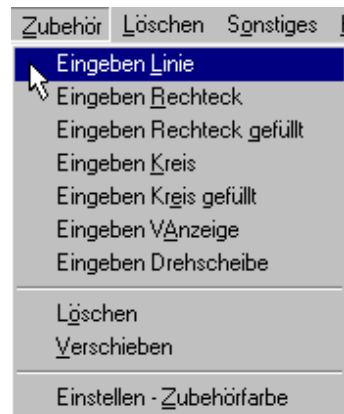 Zubehör Löschen Sonstiges
Eingeben Linie
Eingeben Rechteck
Eingeben Rechteck gefüllt
Eingeben Kreis
Eingeben Kreis gefüllt
Eingeben VAnzeige
Eingeben Drehscheibe
Löschen
Verschieben
Einstellen - Zubehörfarbe